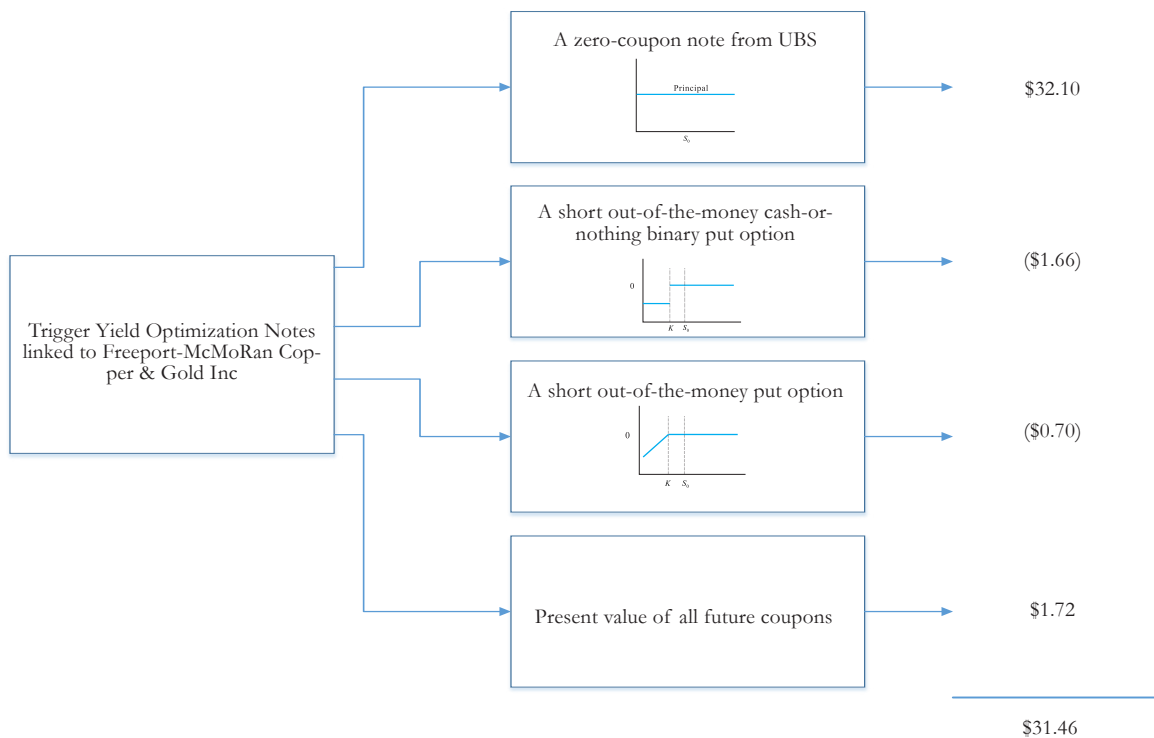 A zero-coupon note from UBS
Principal
S₀
$32.10
A short out-of-the-money cash-or-
nothing binary put option
0
K S₀
($1.66)
Trigger Yield Optimization Notes
linked to Freeport-McMoRan Cop-
per & Gold Inc
A short out-of-the-money put option
0
K S₀
($0.70)
Present value of all future coupons
$1.72
$31.46